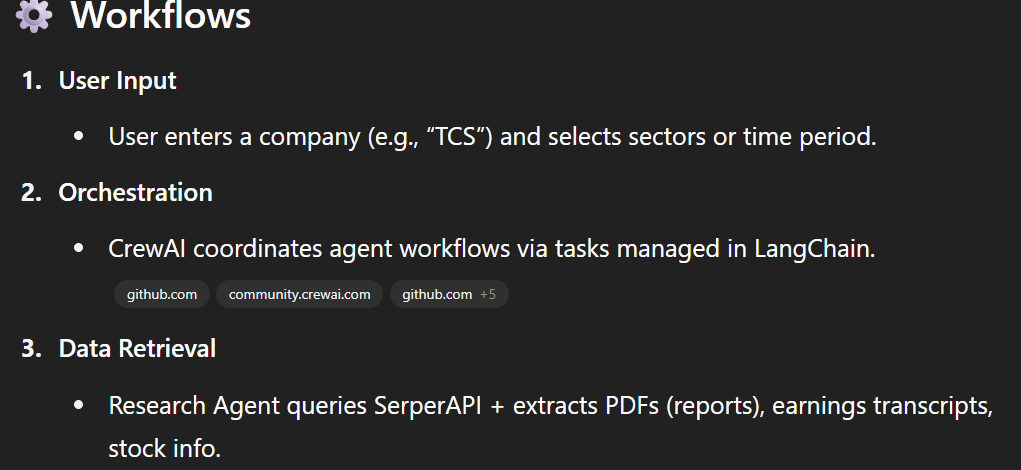 ⚙️ Workflows
1. User Input
• User enters a company (e.g., “TCS”) and selects sectors or time period.
2. Orchestration
• CrewAI coordinates agent workflows via tasks managed in LangChain.
github.com community.crewai.com github.com +5
3. Data Retrieval
• Research Agent queries SerperAPI + extracts PDFs (reports), earnings transcripts,
stock info.